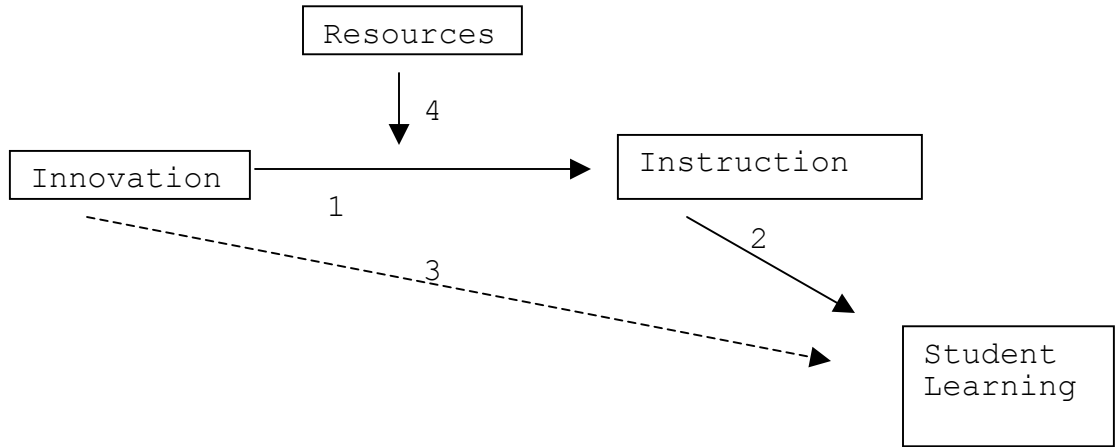 Resources
4
Innovation
Instruction
1
2
3
Student
Learning